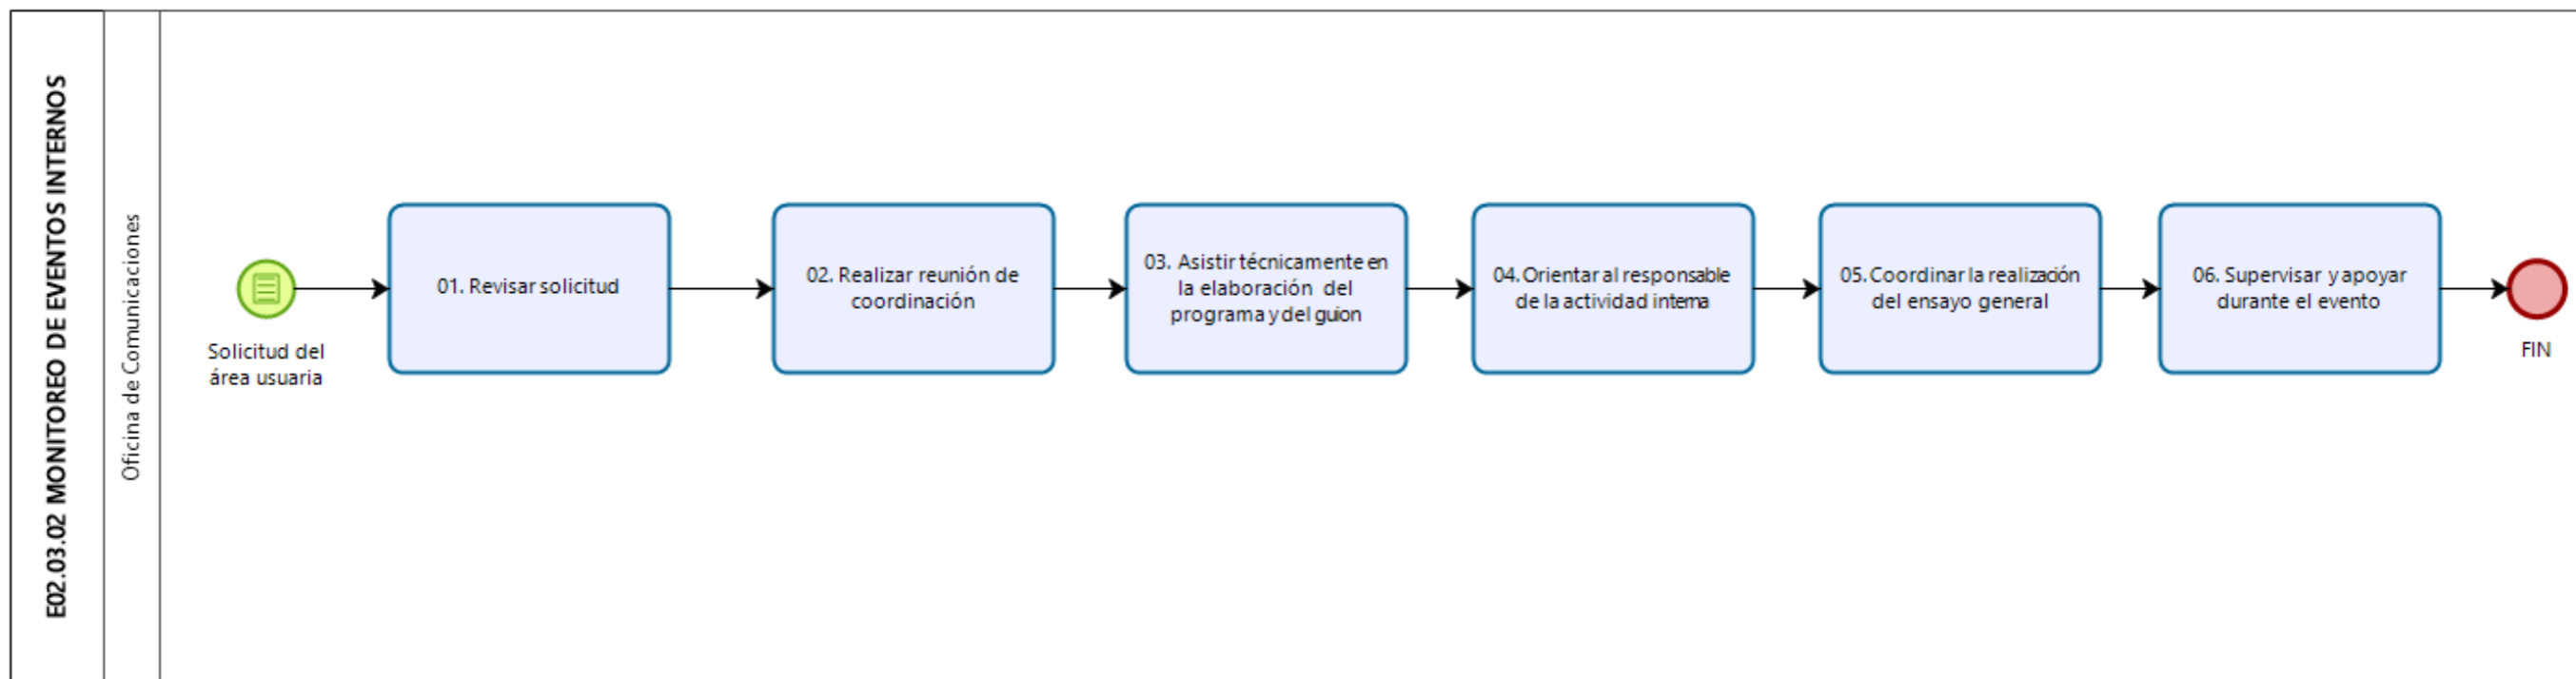 E02.03.02 MONITOREO DE EVENTOS INTERNOS
Oficina de Comunicaciones
Solicitud del
área usuaria
01. Revisar solicitud
02. Realizar reunión de
coordinación
03. Asistir técnicamente en
la elaboración del
programa y del guion
04. Orientar al responsable
de la actividad interna
05. Coordinar la realización
del ensayo general
06. Supervisar y apoyar
durante el evento
FIN